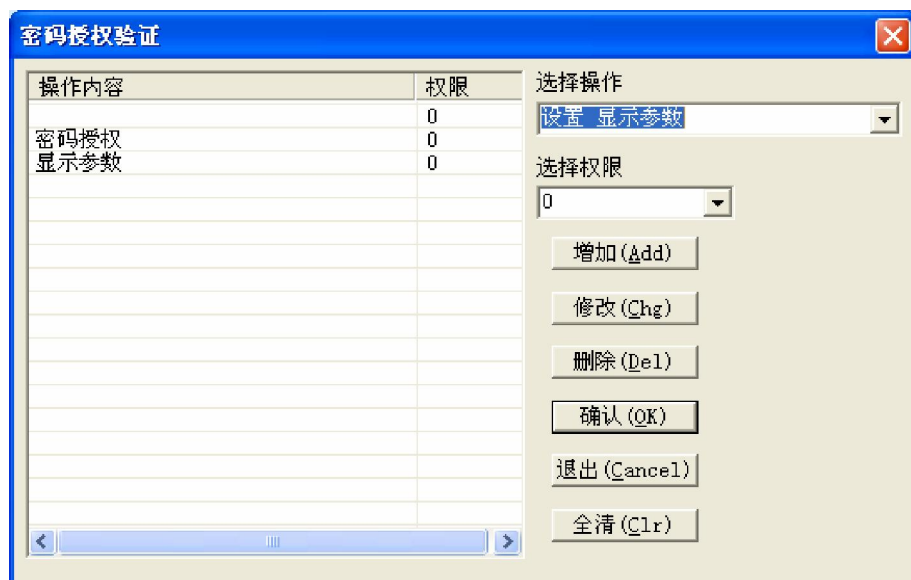 密码授权验证
操作内容 权限
0
密码授权 0
显示参数 0
选择操作
设置 显示参数
选择权限
0
增加(Add)
修改(Chg)
删除(Del)
确认(OK)
退出(Cancel)
全清(Clr)